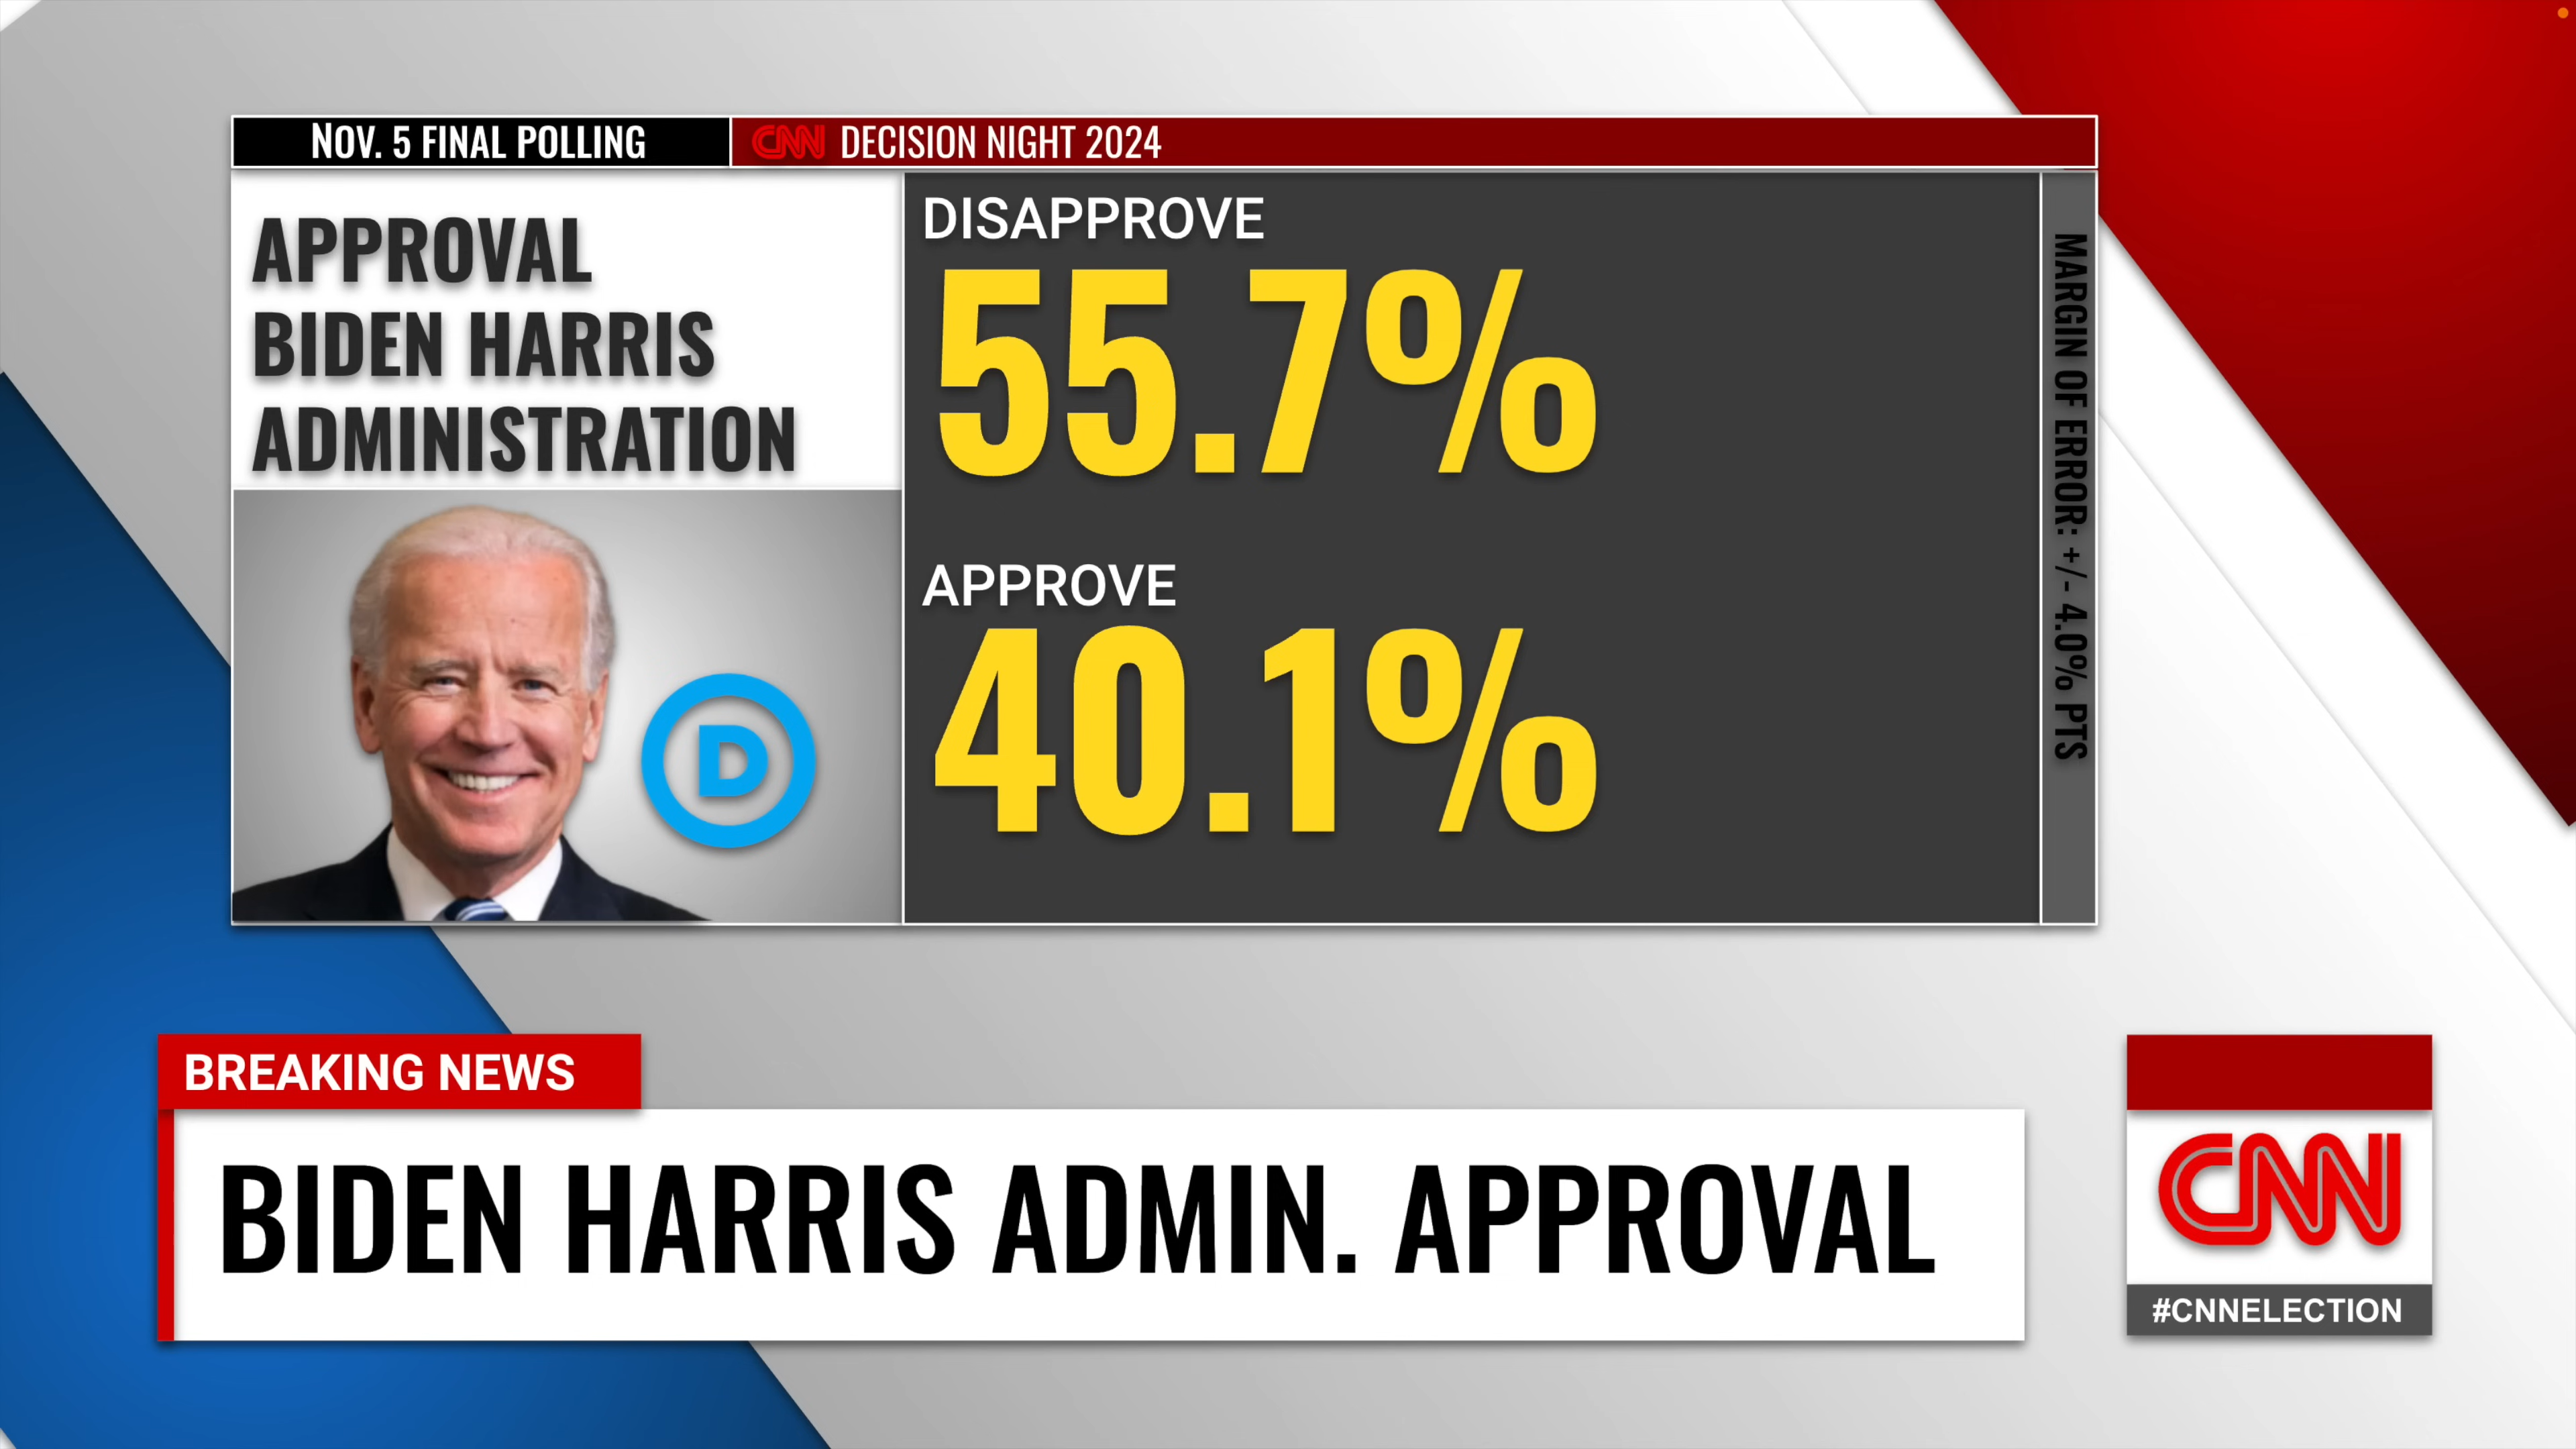 NOV. 5 FINAL POLLING
CNN DECISION NIGHT 2024
APPROVAL
BIDEN HARRIS
ADMINISTRATION
D
DISAPPROVE
55.7%
APPROVE
40.1%
MARGIN OF ERROR: +/- 4.0% PTS
BREAKING NEWS
BIDEN HARRIS ADMIN. APPROVAL
CNN
#CNNELECTION